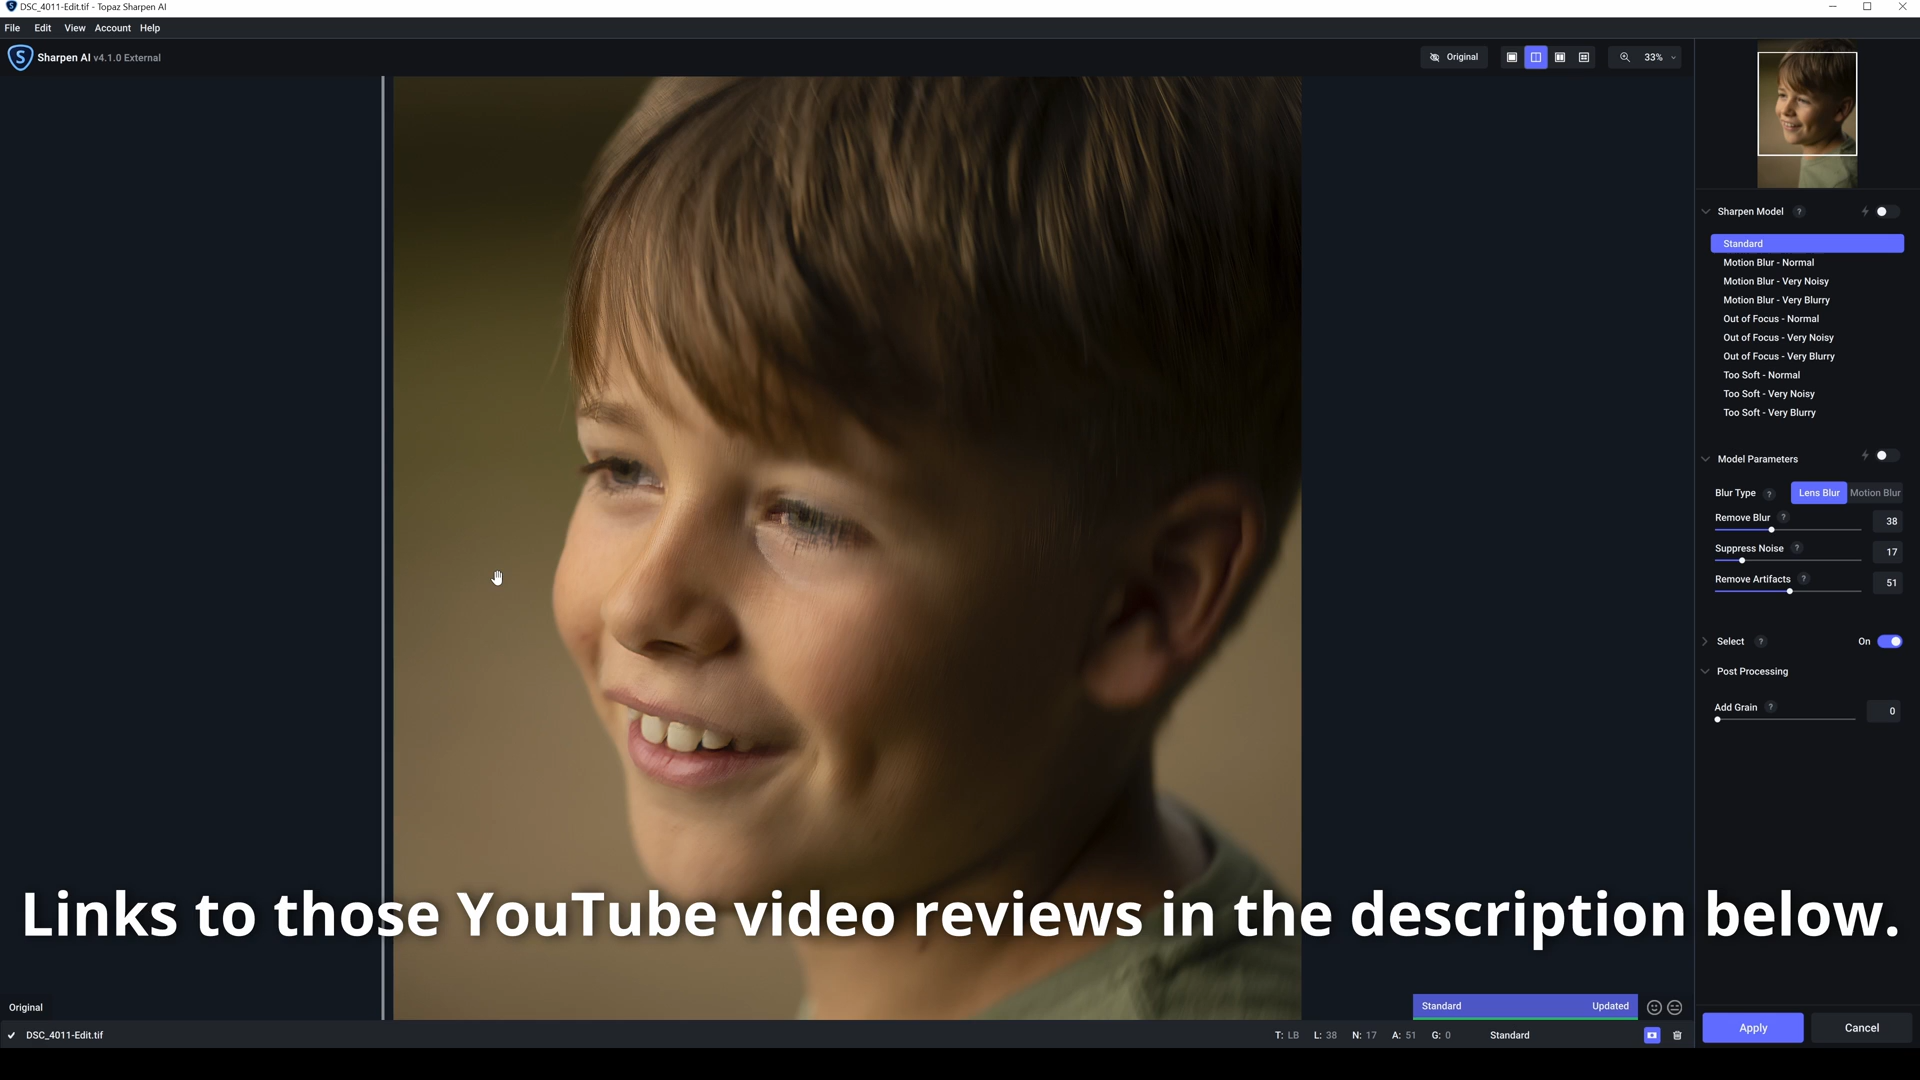 DSC_4011-Edit.tif - Topaz Sharpen AI
File Edit View Account Help
Sharpen AI v4.1.0 External
Original
33%
Sharpen Model ?
Standard
Motion Blur - Normal
Motion Blur - Very Noisy
Motion Blur - Very Blurry
Out of Focus - Normal
Out of Focus - Very Noisy
Out of Focus - Very Blurry
Too Soft - Normal
Too Soft - Very Noisy
Too Soft - Very Blurry
Model Parameters
Blur Type ? Lens Blur Motion Blur
Remove Blur ? 38
Suppress Noise ? 17
Remove Artifacts ? 51
Select ? On
Post Processing
Add Grain ? 0
Links to those YouTube video reviews in the description below.
Original
Standard Updated
DSC_4011-Edit.tif
T: LB L: 38 N: 17 A: 51 G: 0 Standard
Apply Cancel